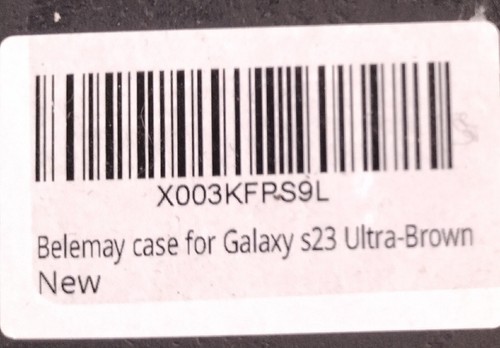 X003KFPS9L
Belemay case for Galaxy s23 Ultra-Brown
New